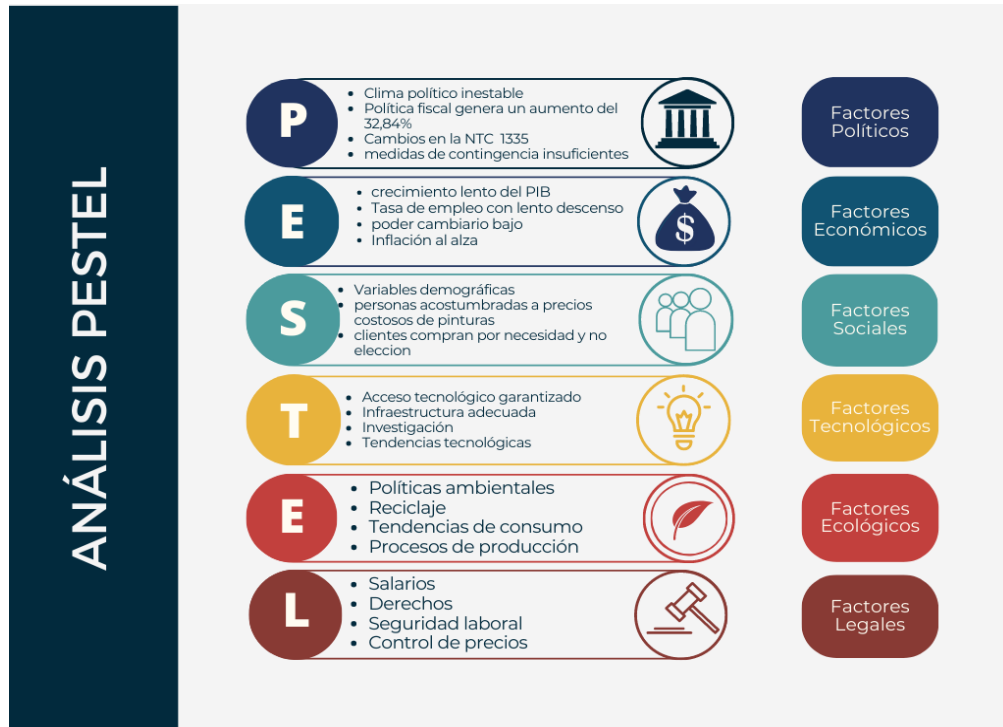 ANÁLISIS PESTEL
P
• Clima político inestable
• Política fiscal genera un aumento del
32,84%
• Cambios en la NTC 1335
• medidas de contingencia insuficientes
Factores
Políticos
E
• crecimiento lento del PIB
• Tasa de empleo con lento descenso
• poder cambiario bajo
• Inflación al alza
$
Factores
Económicos
S
• Variables demográficas
• personas acostumbradas a precios
costosos de pinturas
• clientes compran por necesidad y no
eleccion
Factores
Sociales
T
• Acceso tecnológico garantizado
• Infraestructura adecuada
• Investigación
• Tendencias tecnológicas
Factores
Tecnológicos
E
• Políticas ambientales
• Reciclaje
• Tendencias de consumo
• Procesos de producción
Factores
Ecológicos
L
• Salarios
• Derechos
• Seguridad laboral
• Control de precios
Factores
Legales